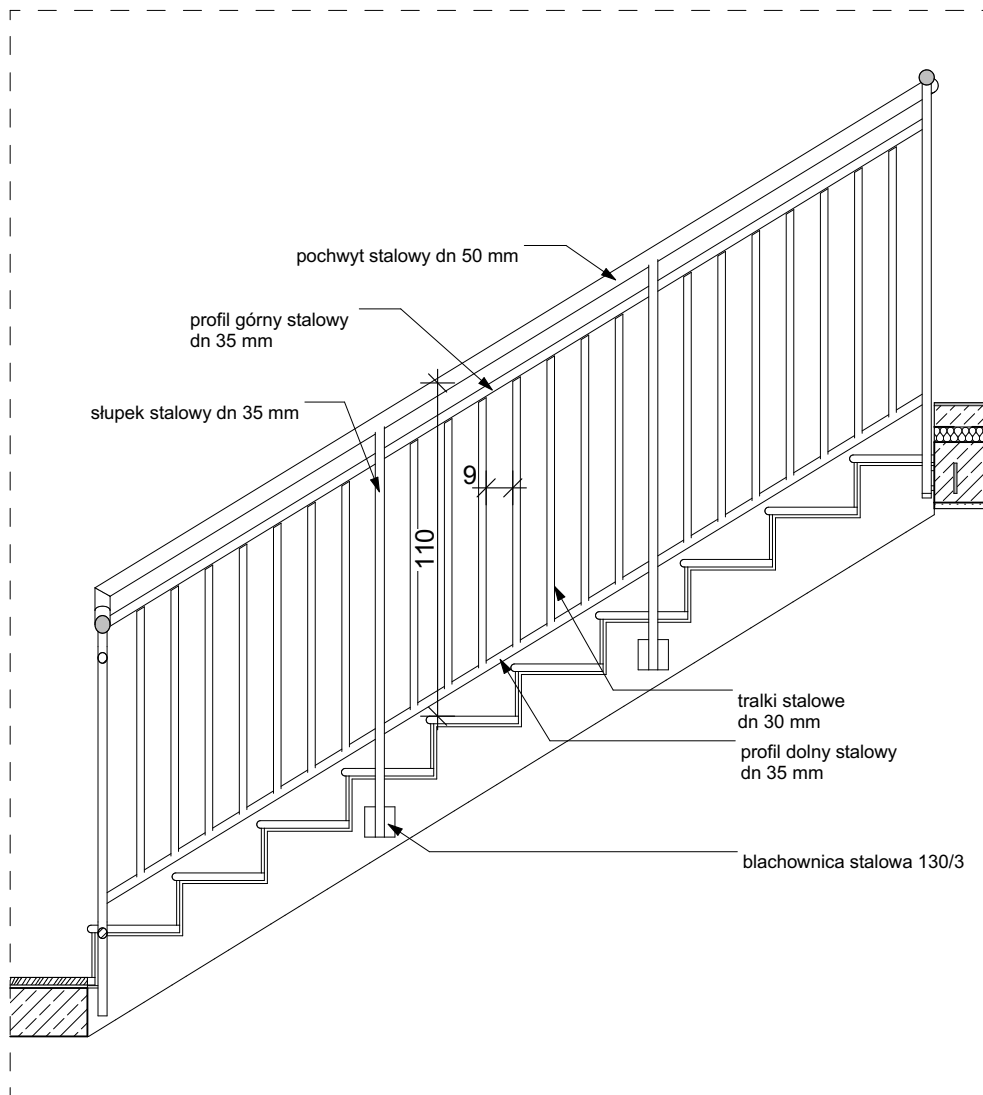 pochwyt stalowy dn 50 mm
profil górny stalowy
dn 35 mm
słupek stalowy dn 35 mm
9
110
tralki stalowe
dn 30 mm
profil dolny stalowy
dn 35 mm
blachownica stalowa 130/3